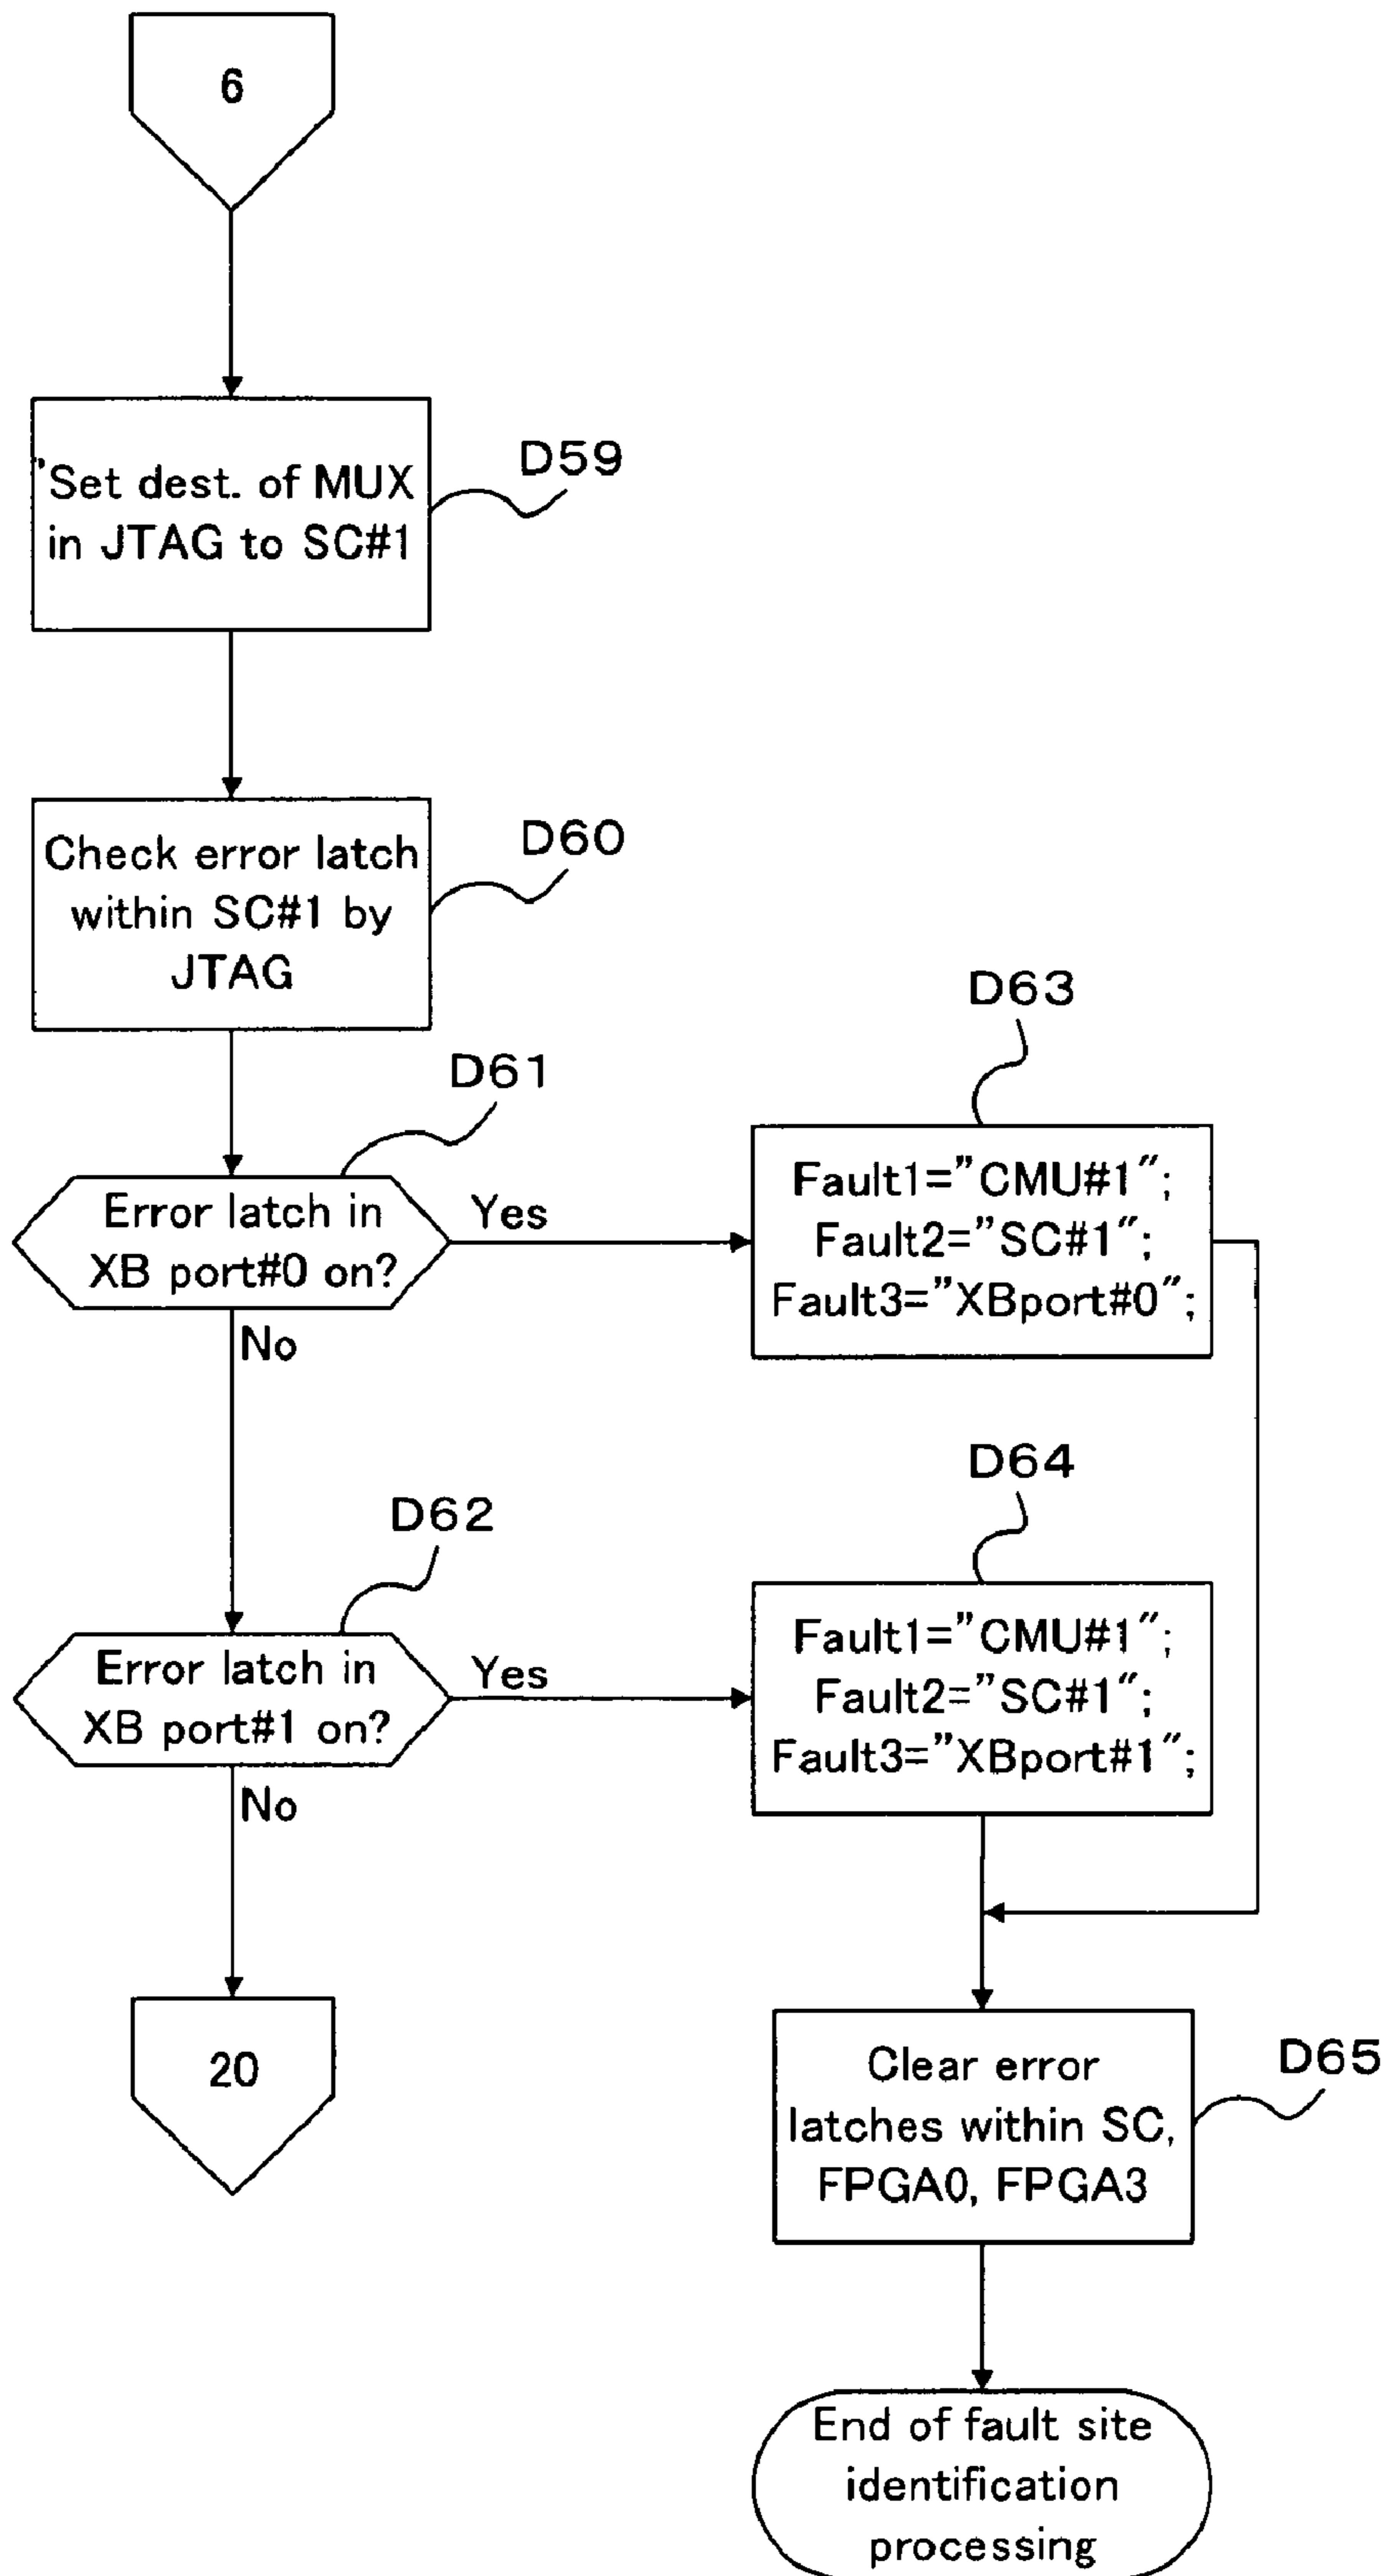 6
Set dest. of MUX
in JTAG to SC#1
D59
Check error latch
within SC#1 by
JTAG
D60
D61
Error latch in
XB port#0 on?
Yes
No
D63
Fault1="CMU#1";
Fault2="SC#1";
Fault3="XBport#0";
D62
Error latch in
XB port#1 on?
Yes
No
D64
Fault1="CMU#1";
Fault2="SC#1";
Fault3="XBport#1";
20
Clear error
latches within SC,
FPGA0, FPGA3
D65
End of fault site
identification
processing